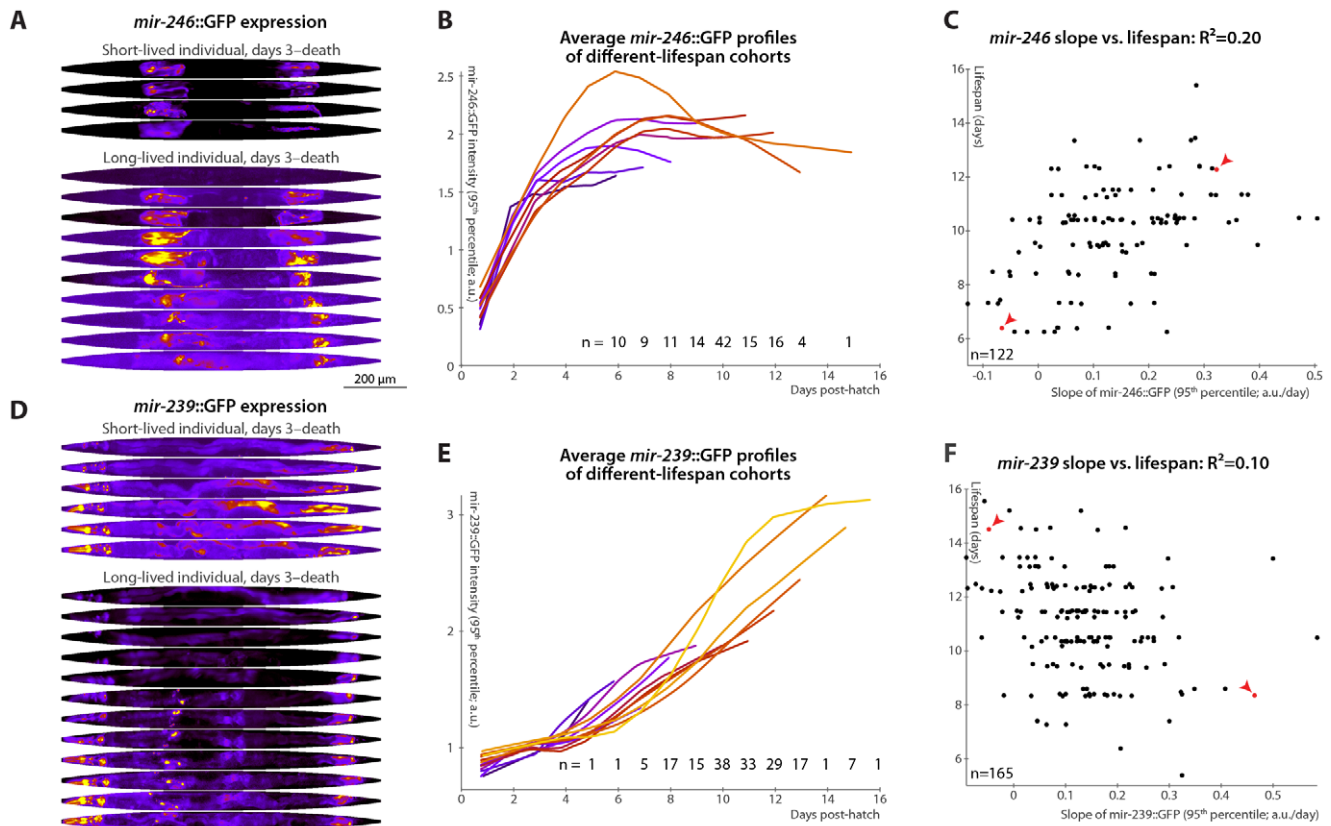 A
mir-246::GFP expression
Short-lived individual, days 3–death
Long-lived individual, days 3–death
200 µm
B
Average mir-246::GFP profiles
of different-lifespan cohorts
mir-246::GFP intensity (95th percentile; a.u.)
2.5
2
1.5
1
0.5
0
n = 10 9 11 14 42 15 16 4 1
0 2 4 6 8 10 12 14 16
Days post-hatch
C
mir-246 slope vs. lifespan: R²=0.20
Lifespan (days)
16
14
12
10
8
6
n=122
-0.1 0 0.1 0.2 0.3 0.4 0.5
Slope of mir-246::GFP (95th percentile; a.u./day)
D
mir-239::GFP expression
Short-lived individual, days 3–death
Long-lived individual, days 3–death
E
Average mir-239::GFP profiles
of different-lifespan cohorts
mir-239::GFP intensity (95th percentile; a.u.)
3
2
1
n = 1 1 5 17 15 38 33 29 17 1 7 1
0 2 4 6 8 10 12 14 16
Days post-hatch
F
mir-239 slope vs. lifespan: R²=0.10
Lifespan (days)
16
14
12
10
8
6
n=165
0 0.1 0.2 0.3 0.4 0.5
Slope of mir-239::GFP (95th percentile; a.u./day)